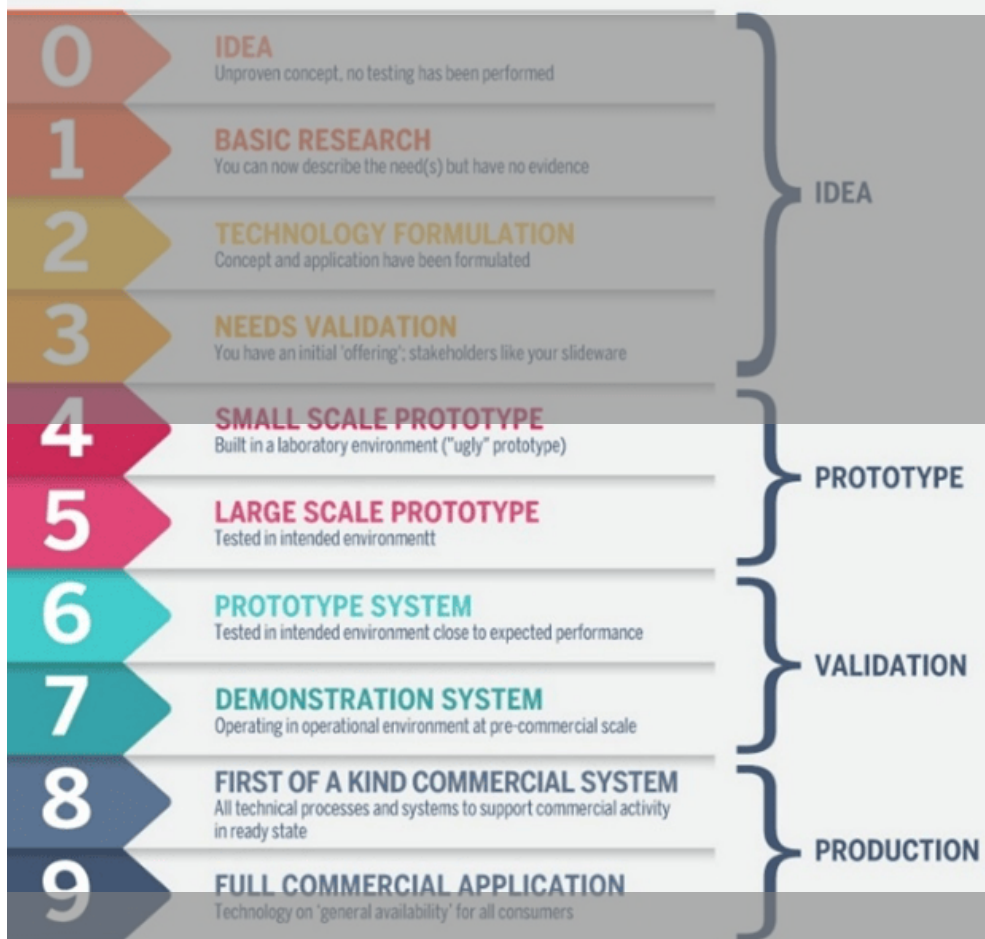 0
IDEA
Unproven concept, no testing has been performed
1
BASIC RESEARCH
You can now describe the need(s) but have no evidence
2
TECHNOLOGY FORMULATION
Concept and application have been formulated
3
NEEDS VALIDATION
You have an initial 'offering'; stakeholders like your slideware
IDEA
4
SMALL SCALE PROTOTYPE
Built in a laboratory environment ("ugly" prototype)
5
LARGE SCALE PROTOTYPE
Tested in intended environmentt
PROTOTYPE
6
PROTOTYPE SYSTEM
Tested in intended environment close to expected performance
7
DEMONSTRATION SYSTEM
Operating in operational environment at pre-commercial scale
VALIDATION
8
FIRST OF A KIND COMMERCIAL SYSTEM
All technical processes and systems to support commercial activity
in ready state
9
FULL COMMERCIAL APPLICATION
Technology on 'general availability' for all consumers
PRODUCTION